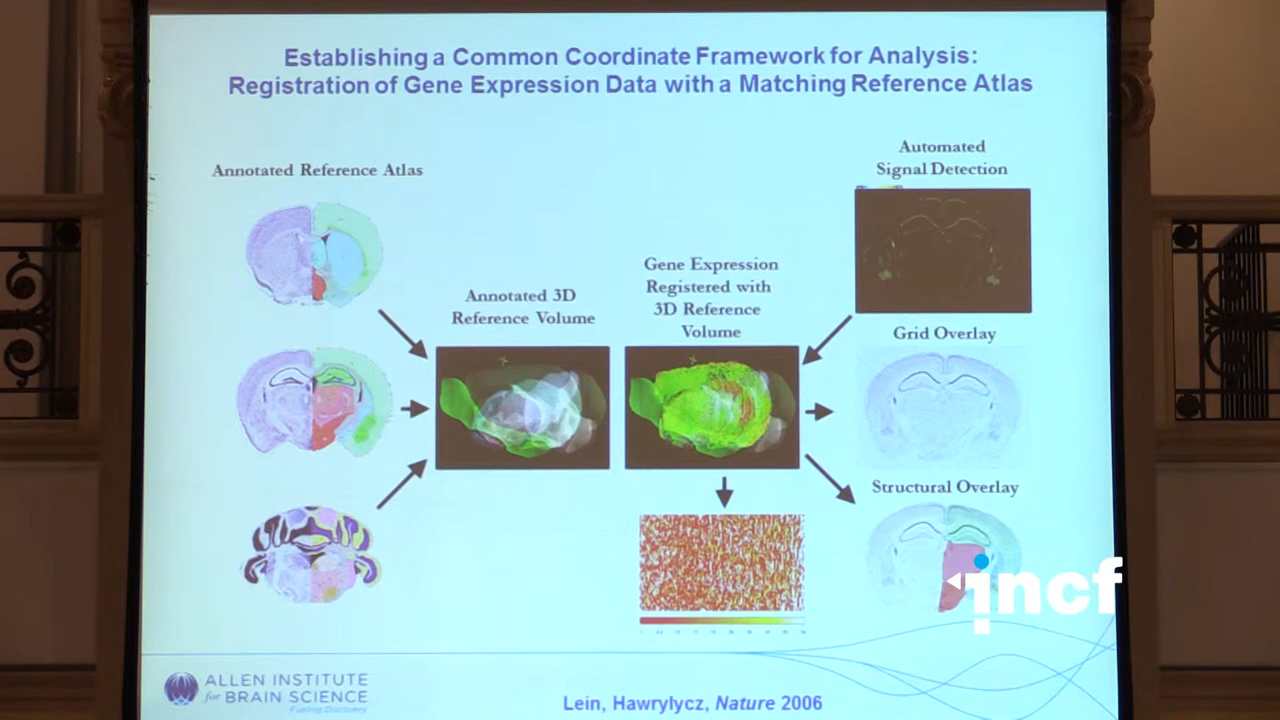 Establishing a Common Coordinate Framework for Analysis:
Registration of Gene Expression Data with a Matching Reference Atlas
Annotated Reference Atlas
Automated
Signal Detection
Gene Expression
Registered with
3D Reference
Volume
Annotated 3D
Reference Volume
Grid Overlay
Structural Overlay
incf
ALLEN INSTITUTE
for BRAIN SCIENCE
Fueling Discovery
Lein, Hawrylycz, Nature 2006